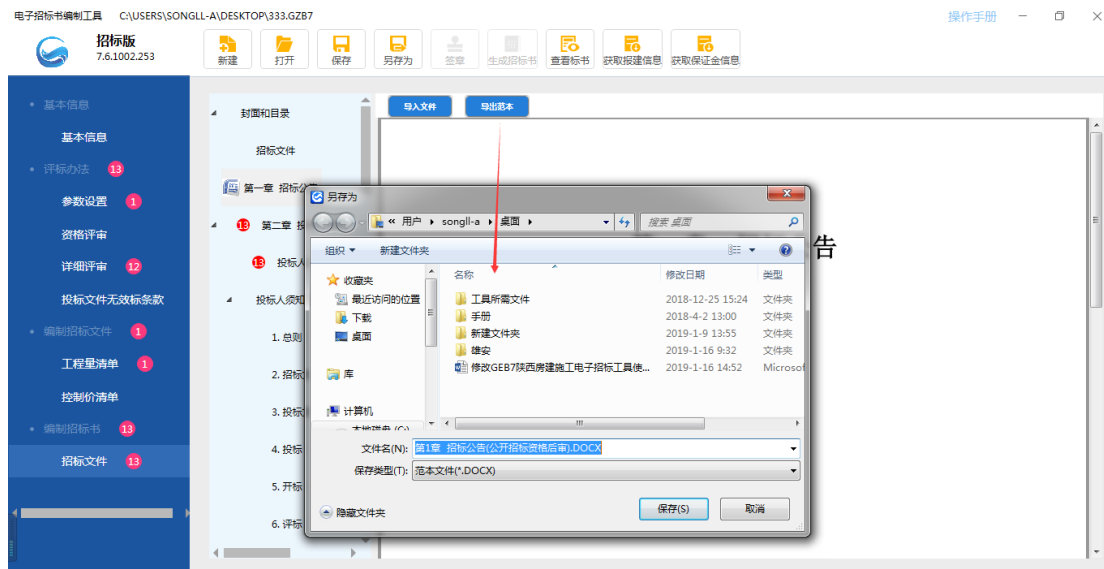 电子招标书编制工具 C:\USERS\SONGLL-A\DESKTOP\333.GZB7 操作手册
招标版
7.6.1002.253
新建 打开 保存 另存为 签章 生成招标书 查看标书 获取报建信息 获取保证金信息
基本信息
基本信息
评标办法 13
参数设置 1
资格评审
详细评审 12
投标文件无效标条款
编制招标文件 1
工程量清单 1
控制价清单
编制招标书 13
招标文件 13
封面和目录
招标文件
第一章 招标公告
13 第二章 投
13 投标人
投标人须知
1. 总则
2. 招标
3. 投标
4. 投标
5. 开标
6. 评标
导入文件 导出范本
告
另存为
« 用户 songll-a 桌面 搜索 桌面
组织 新建文件夹
收藏夹
最近访问的位置
下载
桌面
库
计算机
本地磁盘 (C:)
名称 修改日期 类型
工具所需文件 2018-12-25 15:24 文件夹
手册 2018-4-2 13:00 文件夹
新建文件夹 2019-1-9 13:55 文件夹
雄安 2019-1-16 9:32 文件夹
修改GEB7陕西房建施工电子招标工具使... 2019-1-16 14:52 Microsof
文件名(N): 第1章 招标公告(公开招标资格后审).DOCX
保存类型(T): 范本文件(*.DOCX)
隐藏文件夹 保存(S) 取消